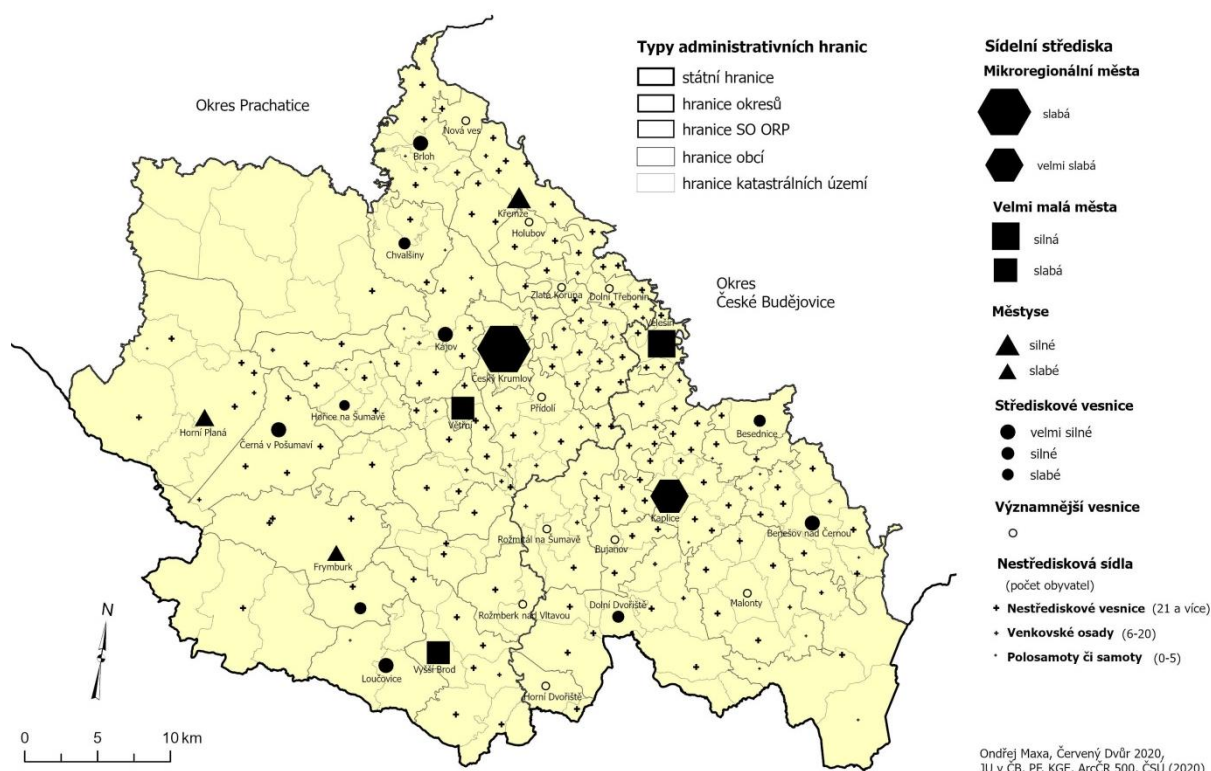 Typy administrativních hranic
státní hranice
hranice okresů
hranice SO ORP
hranice obcí
hranice katastrálních území
Sídelní střediska
Mikroregionální města
slabá
velmi slabá
Velmi malá města
silná
slabá
Městyse
silné
slabé
Střediskové vesnice
velmi silné
silné
slabé
Významnější vesnice
Nestředisková sídla
(počet obyvatel)
Nestřediskové vesnice (21 a více)
Venkovské osady (6-20)
Polosamoty či samoty (0-5)
Okres Prachatice
Okres
České Budějovice
Nová ves
Brloh
Křemže
Holubov
Chvalšiny
Zlatá Koruna
Dolní Třebonín
Velešín
Kájov
Český Krumlov
Přídolí
Hořice na Šumavě
Větřní
Horní Planá
Černá v Pošumaví
Besednice
Kaplice
Benešov nad Černou
Rožmitál na Šumavě
Bujanov
Frymburk
Malonty
Rožmberk nad Vltavou
Dolní Dvořiště
Vyšší Brod
Loučovice
Horní Dvořiště
N
0 5 10 km
Ondřej Maxa, Červený Dvůr 2020,
JU v ČB, PF, KGE, ArcČR 500, ČSÚ (2020)